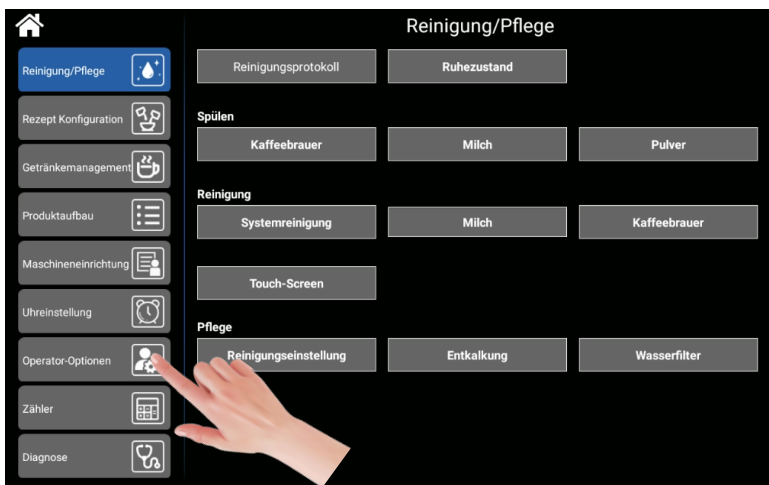 Reinigung/Pflege
Reinigung/Pflege
Rezept Konfiguration
Getränkemanagement
Produktaufbau
Maschineneinrichtung
Uhreinstellung
Operator-Optionen
Zähler
Diagnose
Reinigungsprotokoll
Ruhezustand
Spülen
Kaffeebrauer
Milch
Pulver
Reinigung
Systemreinigung
Milch
Kaffeebrauer
Touch-Screen
Pflege
Reinigungseinstellung
Entkalkung
Wasserfilter